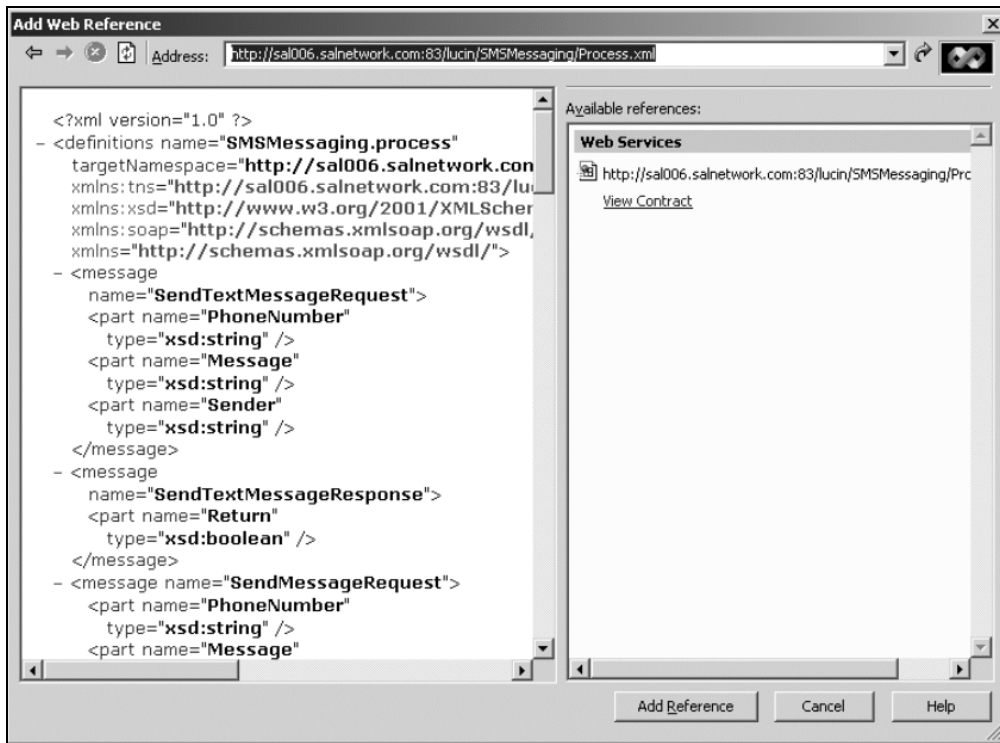 Add Web Reference
Address: http://sal006.salnetwork.com:83/lucin/SMSMessaging/Process.xml
<?xml version="1.0" ?>
- <definitions name="SMSMessaging.process"
targetNamespace="http://sal006.salnetwork.con
xmlns:tns="http://sal006.salnetwork.com:83/lu
xmlns:xsd="http://www.w3.org/2001/XMLScher
xmlns:soap="http://schemas.xmlsoap.org/wsdl,
xmlns="http://schemas.xmlsoap.org/wsdl/">
- <message
name="SendTextMessageRequest">
<part name="PhoneNumber"
type="xsd:string" />
<part name="Message"
type="xsd:string" />
<part name="Sender"
type="xsd:string" />
</message>
- <message
name="SendTextMessageResponse">
<part name="Return"
type="xsd:boolean" />
</message>
- <message name="SendMessageRequest">
<part name="PhoneNumber"
type="xsd:string" />
<part name="Message"
Available references:
Web Services
http://sal006.salnetwork.com:83/lucin/SMSMessaging/Prc
View Contract
Add Reference
Cancel
Help